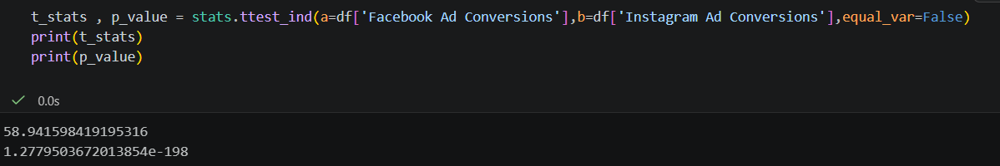 t_stats , p_value = stats.ttest_ind(a=df['Facebook Ad Conversions'],b=df['Instagram Ad Conversions'],equal_var=False)
print(t_stats)
print(p_value)
0.0s
58.941598419195316
1.2779503672013854e-198